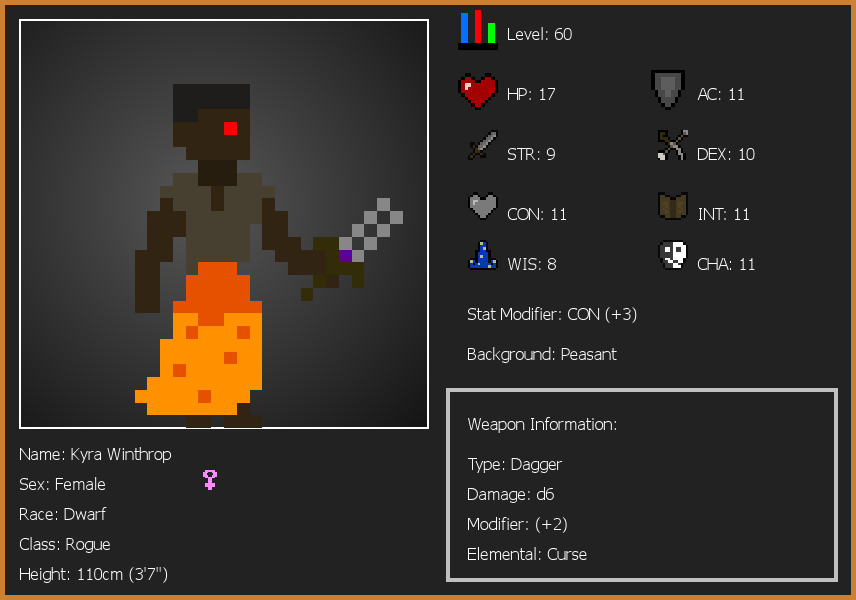 Level: 60
HP: 17
AC: 11
STR: 9
DEX: 10
CON: 11
INT: 11
WIS: 8
CHA: 11
Stat Modifier: CON (+3)
Background: Peasant
Weapon Information:
Type: Dagger
Damage: d6
Modifier: (+2)
Elemental: Curse
Name: Kyra Winthrop
Sex: Female
Race: Dwarf
Class: Rogue
Height: 110cm (3'7")